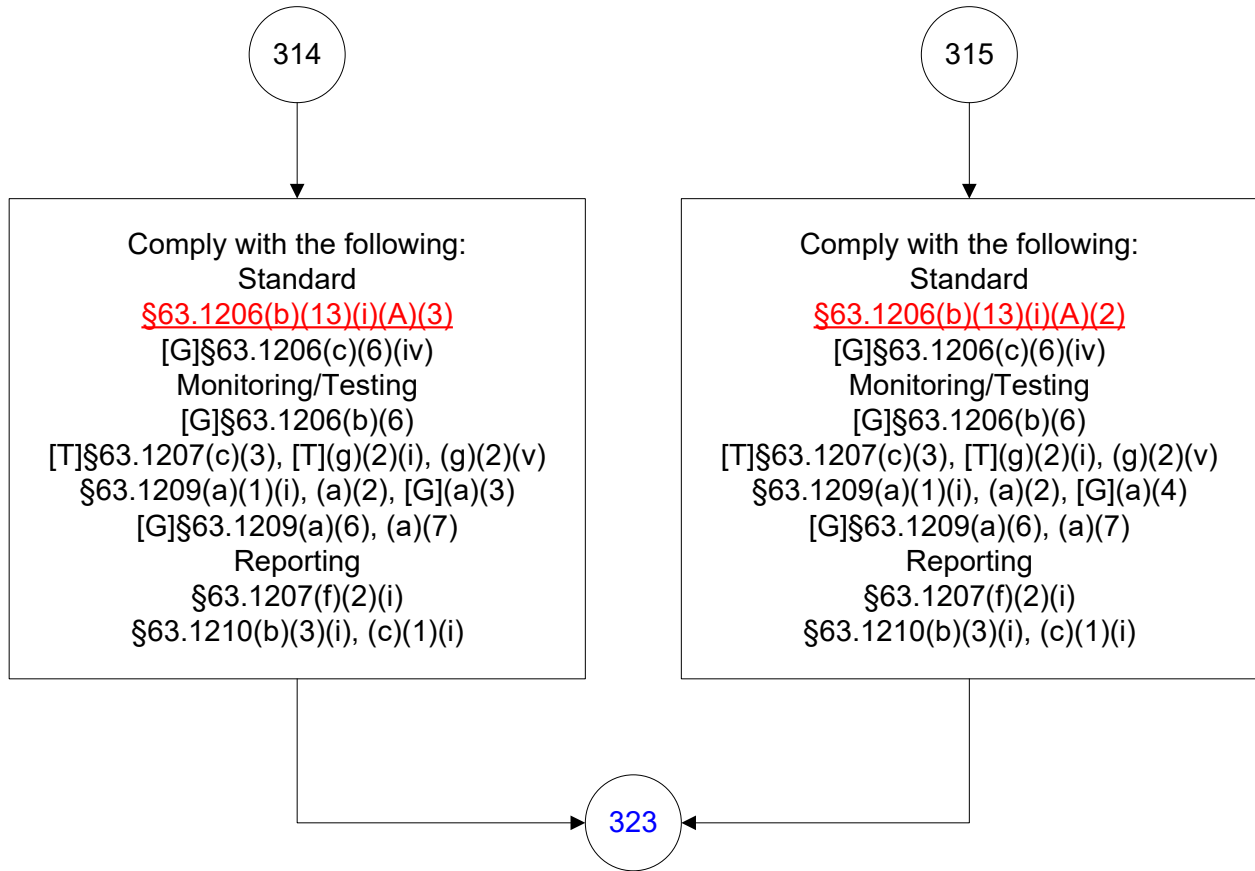 314
Comply with the following:
Standard
§63.1206(b)(13)(i)(A)(3)
[G]§63.1206(c)(6)(iv)
Monitoring/Testing
[G]§63.1206(b)(6)
[T]§63.1207(c)(3), [T](g)(2)(i), (g)(2)(v)
§63.1209(a)(1)(i), (a)(2), [G](a)(3)
[G]§63.1209(a)(6), (a)(7)
Reporting
§63.1207(f)(2)(i)
§63.1210(b)(3)(i), (c)(1)(i)
315
Comply with the following:
Standard
§63.1206(b)(13)(i)(A)(2)
[G]§63.1206(c)(6)(iv)
Monitoring/Testing
[G]§63.1206(b)(6)
[T]§63.1207(c)(3), [T](g)(2)(i), (g)(2)(v)
§63.1209(a)(1)(i), (a)(2), [G](a)(4)
[G]§63.1209(a)(6), (a)(7)
Reporting
§63.1207(f)(2)(i)
§63.1210(b)(3)(i), (c)(1)(i)
323